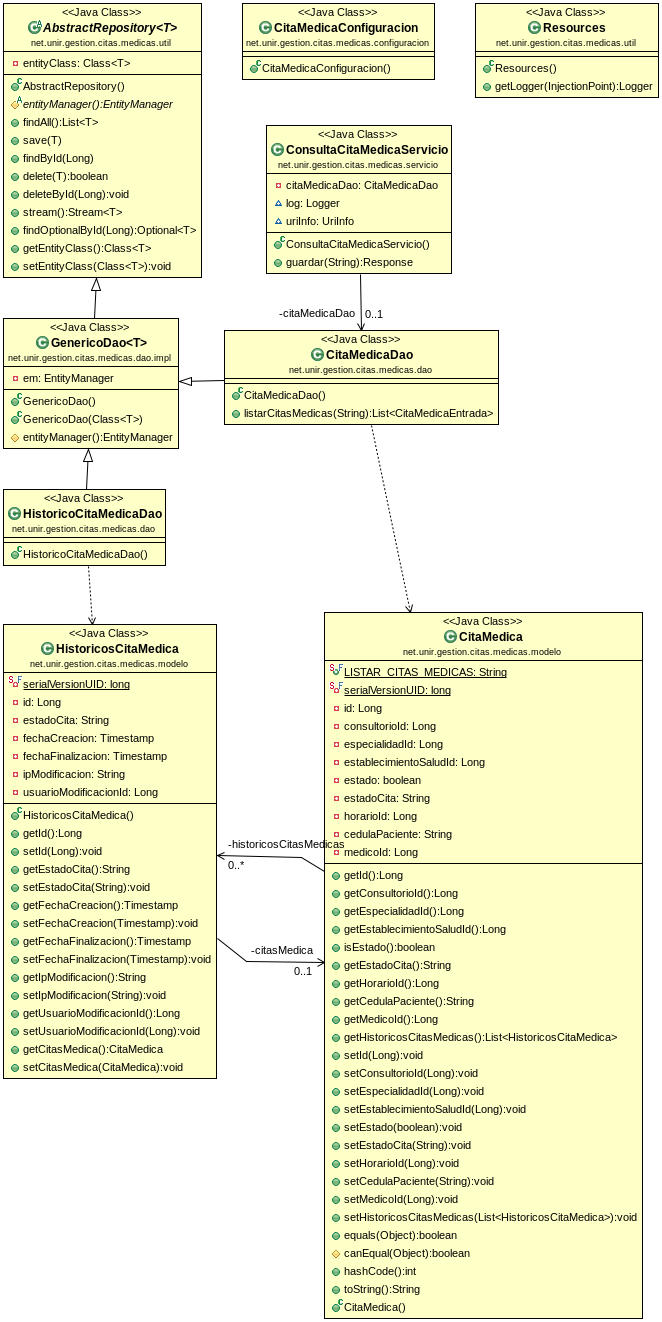 <<Java Class>>
AbstractRepository<T>
net.unir.gestion.citas.medicas.util
entityClass: Class<T>
AbstractRepository()
entityManager():EntityManager
findAll():List<T>
save(T)
findById(Long)
delete(T):boolean
deleteById(Long):void
stream():Stream<T>
findOptionalById(Long):Optional<T>
getEntityClass():Class<T>
setEntityClass(Class<T>):void
<<Java Class>>
CitaMedicaConfiguracion
net.unir.gestion.citas.medicas.configuracion
CitaMedicaConfiguracion()
<<Java Class>>
Resources
net.unir.gestion.citas.medicas.util
Resources()
getLogger(InjectionPoint):Logger
<<Java Class>>
ConsultaCitaMedicaServicio
net.unir.gestion.citas.medicas.servicio
citaMedicaDao: CitaMedicaDao
log: Logger
uriInfo: UriInfo
ConsultaCitaMedicaServicio()
guardar(String):Response
-citaMedicaDao
0..1
<<Java Class>>
GenericoDao<T>
net.unir.gestion.citas.medicas.dao.impl
em: EntityManager
GenericoDao()
GenericoDao(Class<T>)
entityManager():EntityManager
<<Java Class>>
CitaMedicaDao
net.unir.gestion.citas.medicas.dao
CitaMedicaDao()
listarCitasMedicas(String):List<CitaMedicaEntrada>
<<Java Class>>
HistoricoCitaMedicaDao
net.unir.gestion.citas.medicas.dao
HistoricoCitaMedicaDao()
<<Java Class>>
HistoricosCitaMedica
net.unir.gestion.citas.medicas.modelo
serialVersionUID: long
id: Long
estadoCita: String
fechaCreacion: Timestamp
fechaFinalizacion: Timestamp
ipModificacion: String
usuarioModificacionId: Long
HistoricosCitaMedica()
getId():Long
setId(Long):void
getEstadoCita():String
setEstadoCita(String):void
getFechaCreacion():Timestamp
setFechaCreacion(Timestamp):void
getFechaFinalizacion():Timestamp
setFechaFinalizacion(Timestamp):void
getIpModificacion():String
setIpModificacion(String):void
getUsuarioModificacionId():Long
setUsuarioModificacionId(Long):void
getCitasMedica():CitaMedica
setCitasMedica(CitaMedica):void
-historicosCitasMedicas
0..*
-citasMedica
0..1
<<Java Class>>
CitaMedica
net.unir.gestion.citas.medicas.modelo
LISTAR_CITAS_MEDICAS: String
serialVersionUID: long
id: Long
consultorioId: Long
especialidadId: Long
establecimientoSaludId: Long
estado: boolean
estadoCita: String
horarioId: Long
cedulaPaciente: String
medicoId: Long
getId():Long
getConsultorioId():Long
getEspecialidadId():Long
getEstablecimientoSaludId():Long
isEstado():boolean
getEstadoCita():String
getHorarioId():Long
getCedulaPaciente():String
getMedicoId():Long
getHistoricosCitasMedicas():List<HistoricosCitaMedica>
setId(Long):void
setConsultorioId(Long):void
setEspecialidadId(Long):void
setEstablecimientoSaludId(Long):void
setEstado(boolean):void
setEstadoCita(String):void
setHorarioId(Long):void
setCedulaPaciente(String):void
setMedicoId(Long):void
setHistoricosCitasMedicas(List<HistoricosCitaMedica>):void
equals(Object):boolean
canEqual(Object):boolean
hashCode():int
toString():String
CitaMedica()